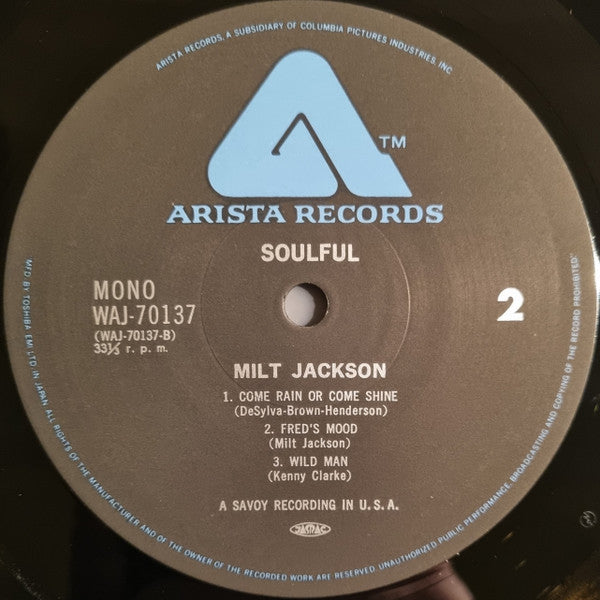 ARISTA RECORDS, A SUBSIDIARY OF COLUMBIA PICTURES INDUSTRIES, INC.
TM
ARISTA RECORDS
SOULFUL
MONO
WAJ-70137
(WAJ-70137-B)
33⅓ r. p. m.
2
MILT JACKSON
1. COME RAIN OR COME SHINE
(DeSylva-Brown-Henderson)
2. FRED'S MOOD
(Milt Jackson)
3. WILD MAN
(Kenny Clarke)
A SAVOY RECORDING IN U. S. A.
JASRAC
MFD BY TOSHIBA EMI LTD. IN JAPAN ALL RIGHTS OF THE MANUFACTURER AND OF THE OWNER OF THE RECORDED WORK ARE RESERVED. UNAUTHORIZED PUBLIC PERFORMANCE, BROADCASTING AND COPYING OF THE RECORD PROHIBITED